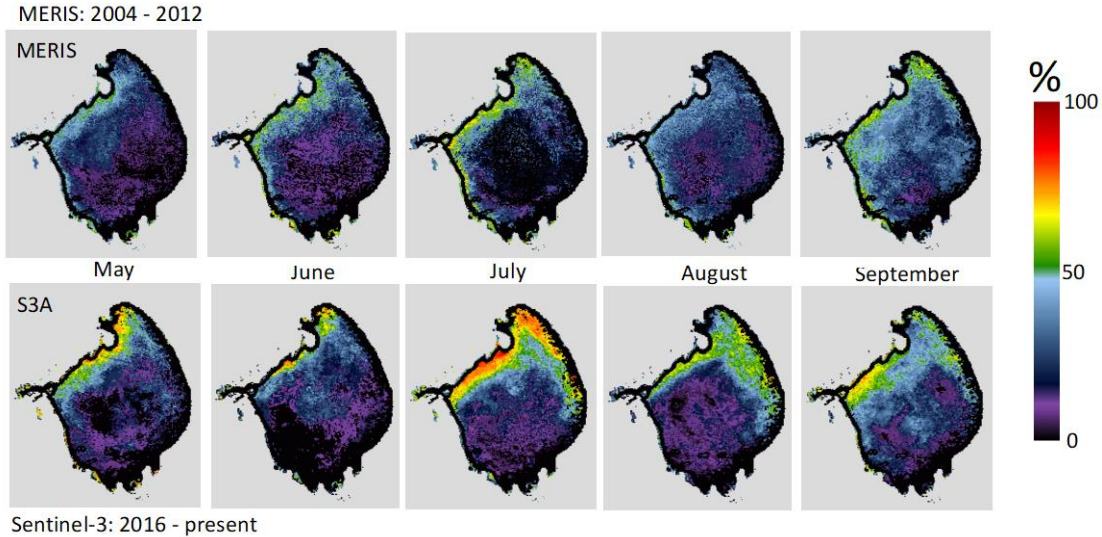 MERIS: 2004 - 2012
MERIS
%
100
50
0
May June July August September
S3A
Sentinel-3: 2016 - present